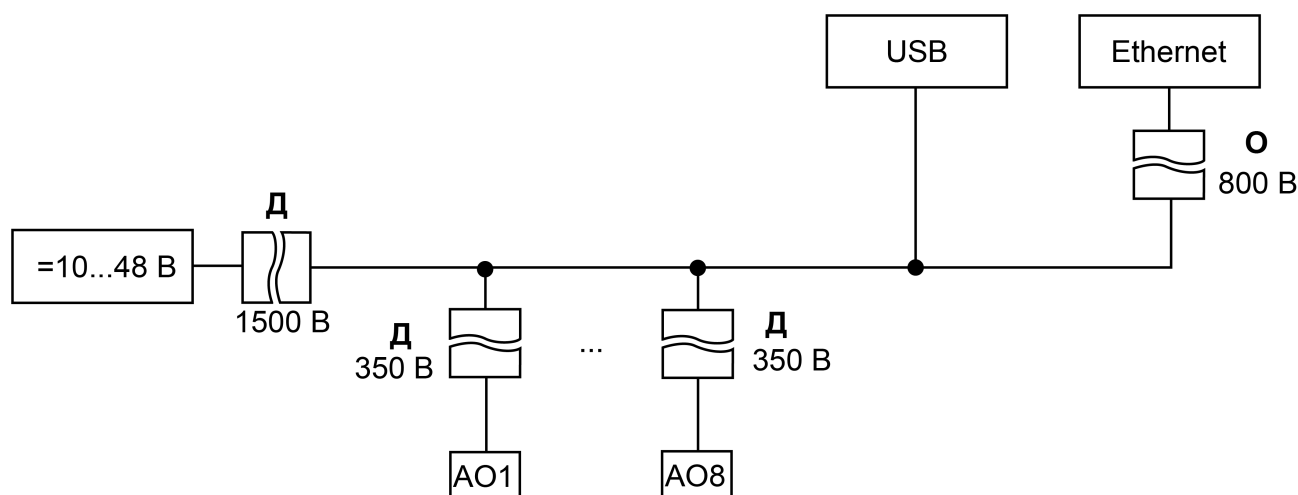 USB
Ethernet
О
800 В
Д
=10...48 В
1500 В
Д
350 В
...
Д
350 В
AO1
AO8